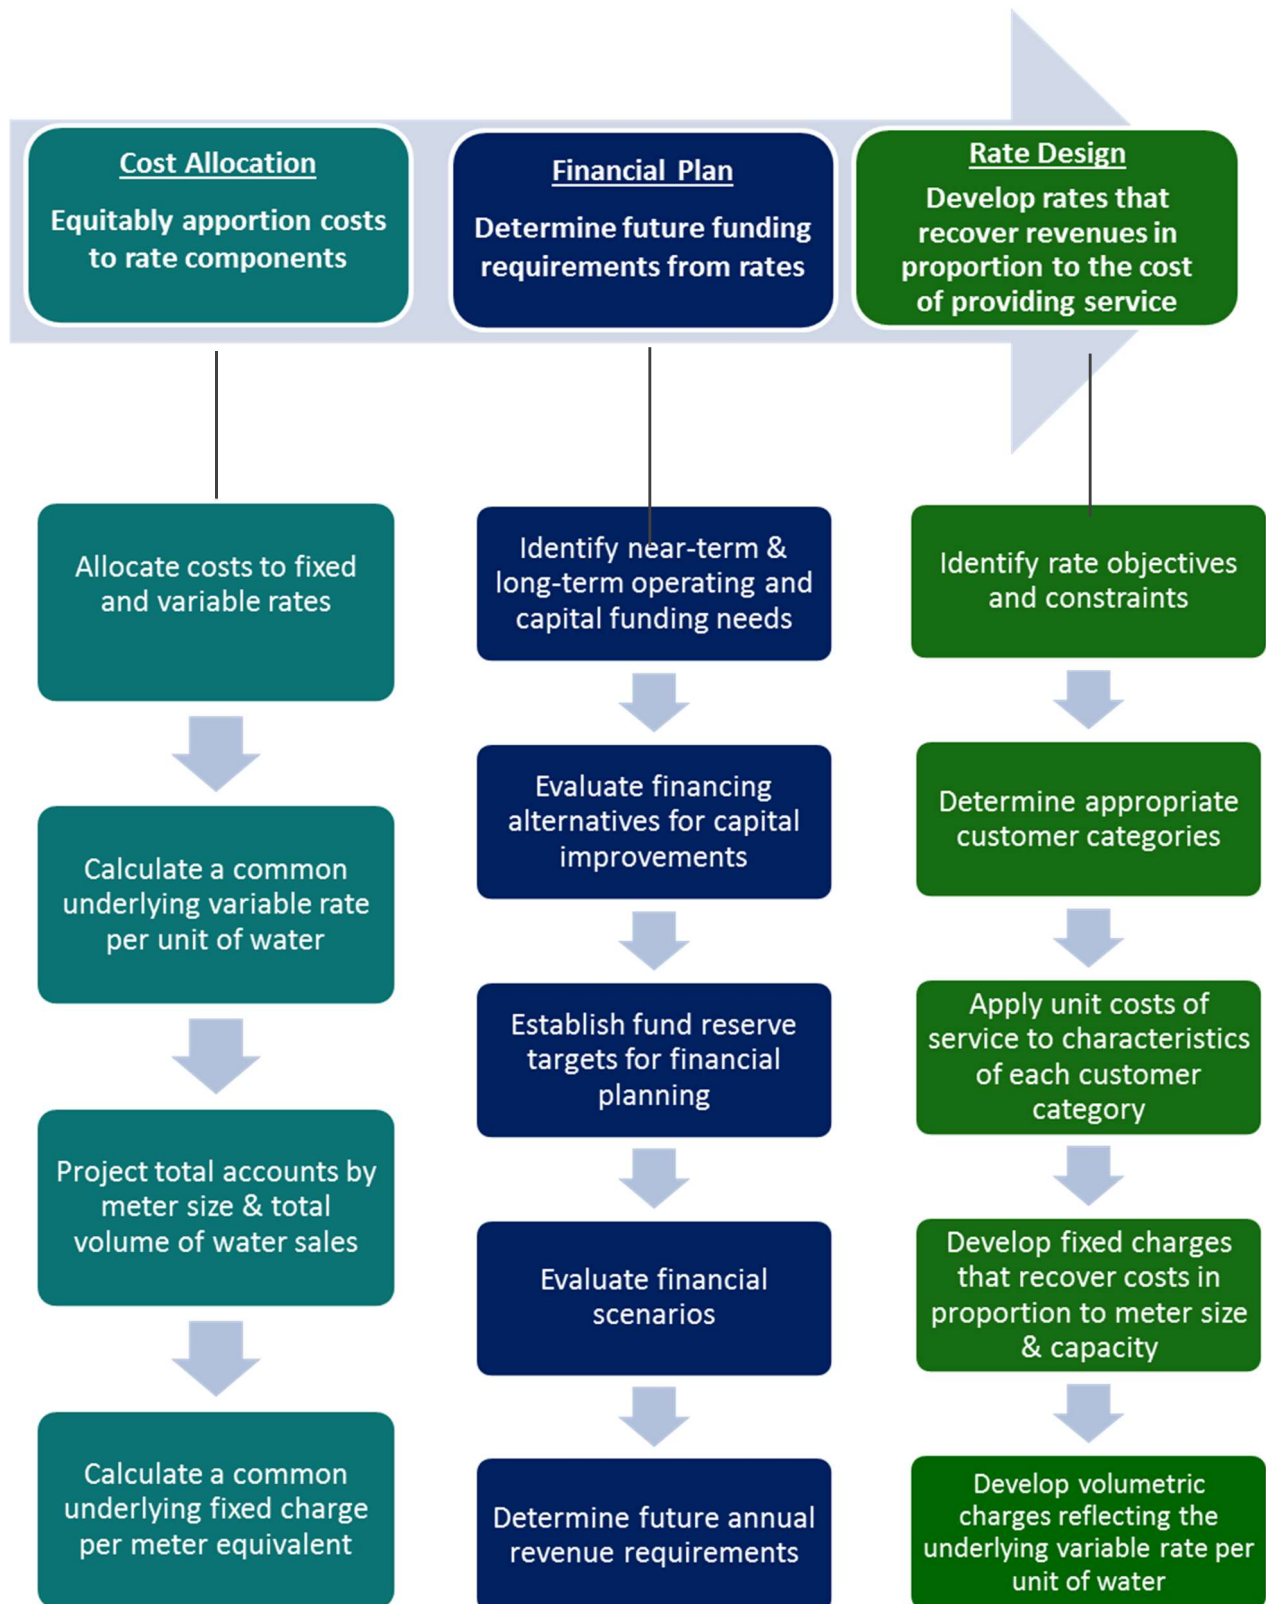 Cost Allocation
Equitably apportion costs
to rate components
Financial Plan
Determine future funding
requirements from rates
Rate Design
Develop rates that
recover revenues in
proportion to the cost
of providing service
Allocate costs to fixed
and variable rates
Calculate a common
underlying variable rate
per unit of water
Project total accounts by
meter size & total
volume of water sales
Calculate a common
underlying fixed charge
per meter equivalent
Identify near-term &
long-term operating and
capital funding needs
Evaluate financing
alternatives for capital
improvements
Establish fund reserve
targets for financial
planning
Evaluate financial
scenarios
Determine future annual
revenue requirements
Identify rate objectives
and constraints
Determine appropriate
customer categories
Apply unit costs of
service to characteristics
of each customer
category
Develop fixed charges
that recover costs in
proportion to meter size
& capacity
Develop volumetric
charges reflecting the
underlying variable rate per
unit of water